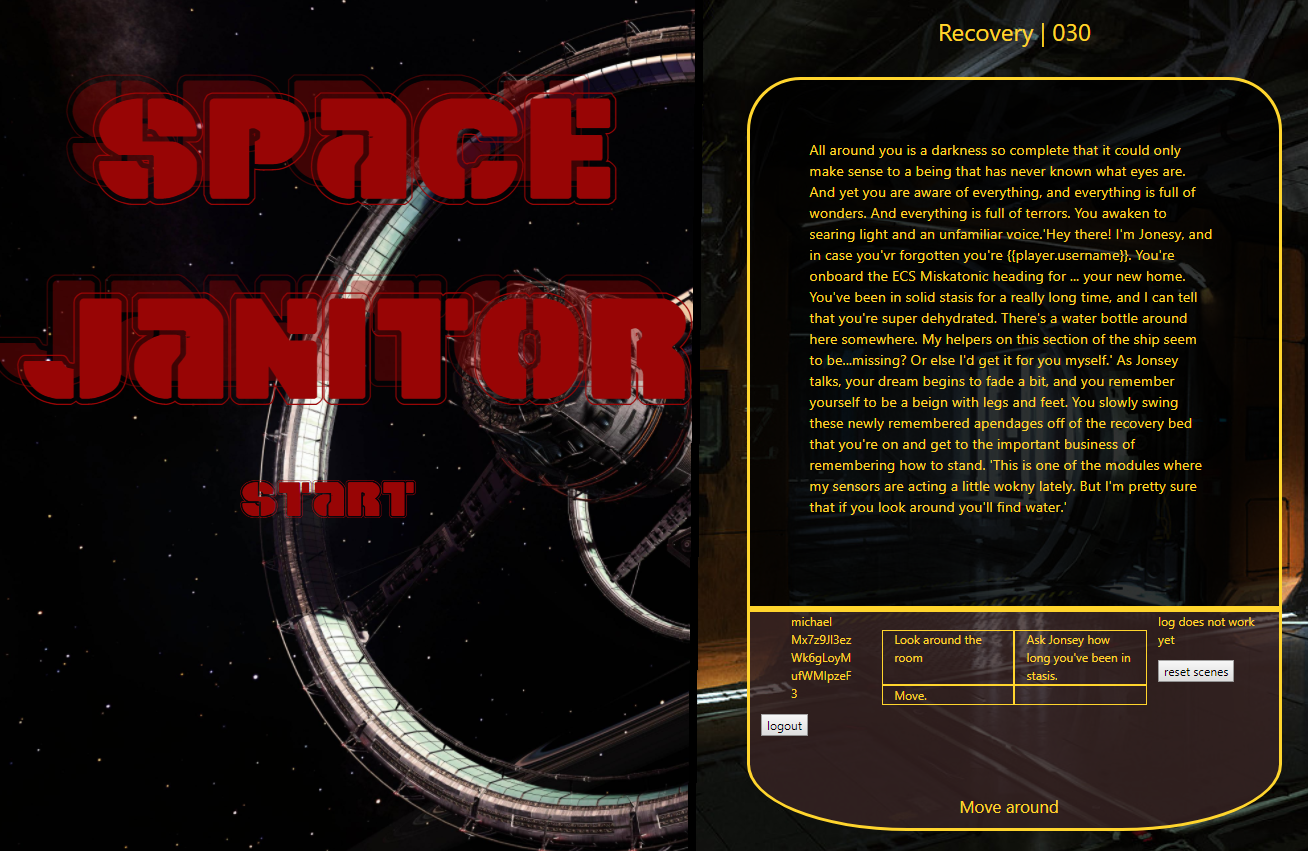 SPACE
JANITOR
START
Recovery | 030
All around you is a darkness so complete that it could only
make sense to a being that has never known what eyes are.
And yet you are aware of everything, and everything is full of
wonders. And everything is full of terrors. You awaken to
searing light and an unfamiliar voice.'Hey there! I'm Jonesy, and
in case you'vr forgotten you're {{player.username}}. You're
onboard the ECS Miskatonic heading for ... your new home.
You've been in solid stasis for a really long time, and I can tell
that you're super dehydrated. There's a water bottle around
here somewhere. My helpers on this section of the ship seem
to be...missing? Or else I'd get it for you myself.' As Jonsey
talks, your dream begins to fade a bit, and you remember
yourself to be a beign with legs and feet. You slowly swing
these newly remembered apendages off of the recovery bed
that you're on and get to the important business of
remembering how to stand. 'This is one of the modules where
my sensors are acting a little wokny lately. But I'm pretty sure
that if you look around you'll find water.'
michael
Mx7z9Jl3ez
Wk6gLoyM
ufWMIpzeF
3
logout
Look around the
room
Ask Jonsey how
long you've been in
stasis.
Move.
log does not work
yet
reset scenes
Move around